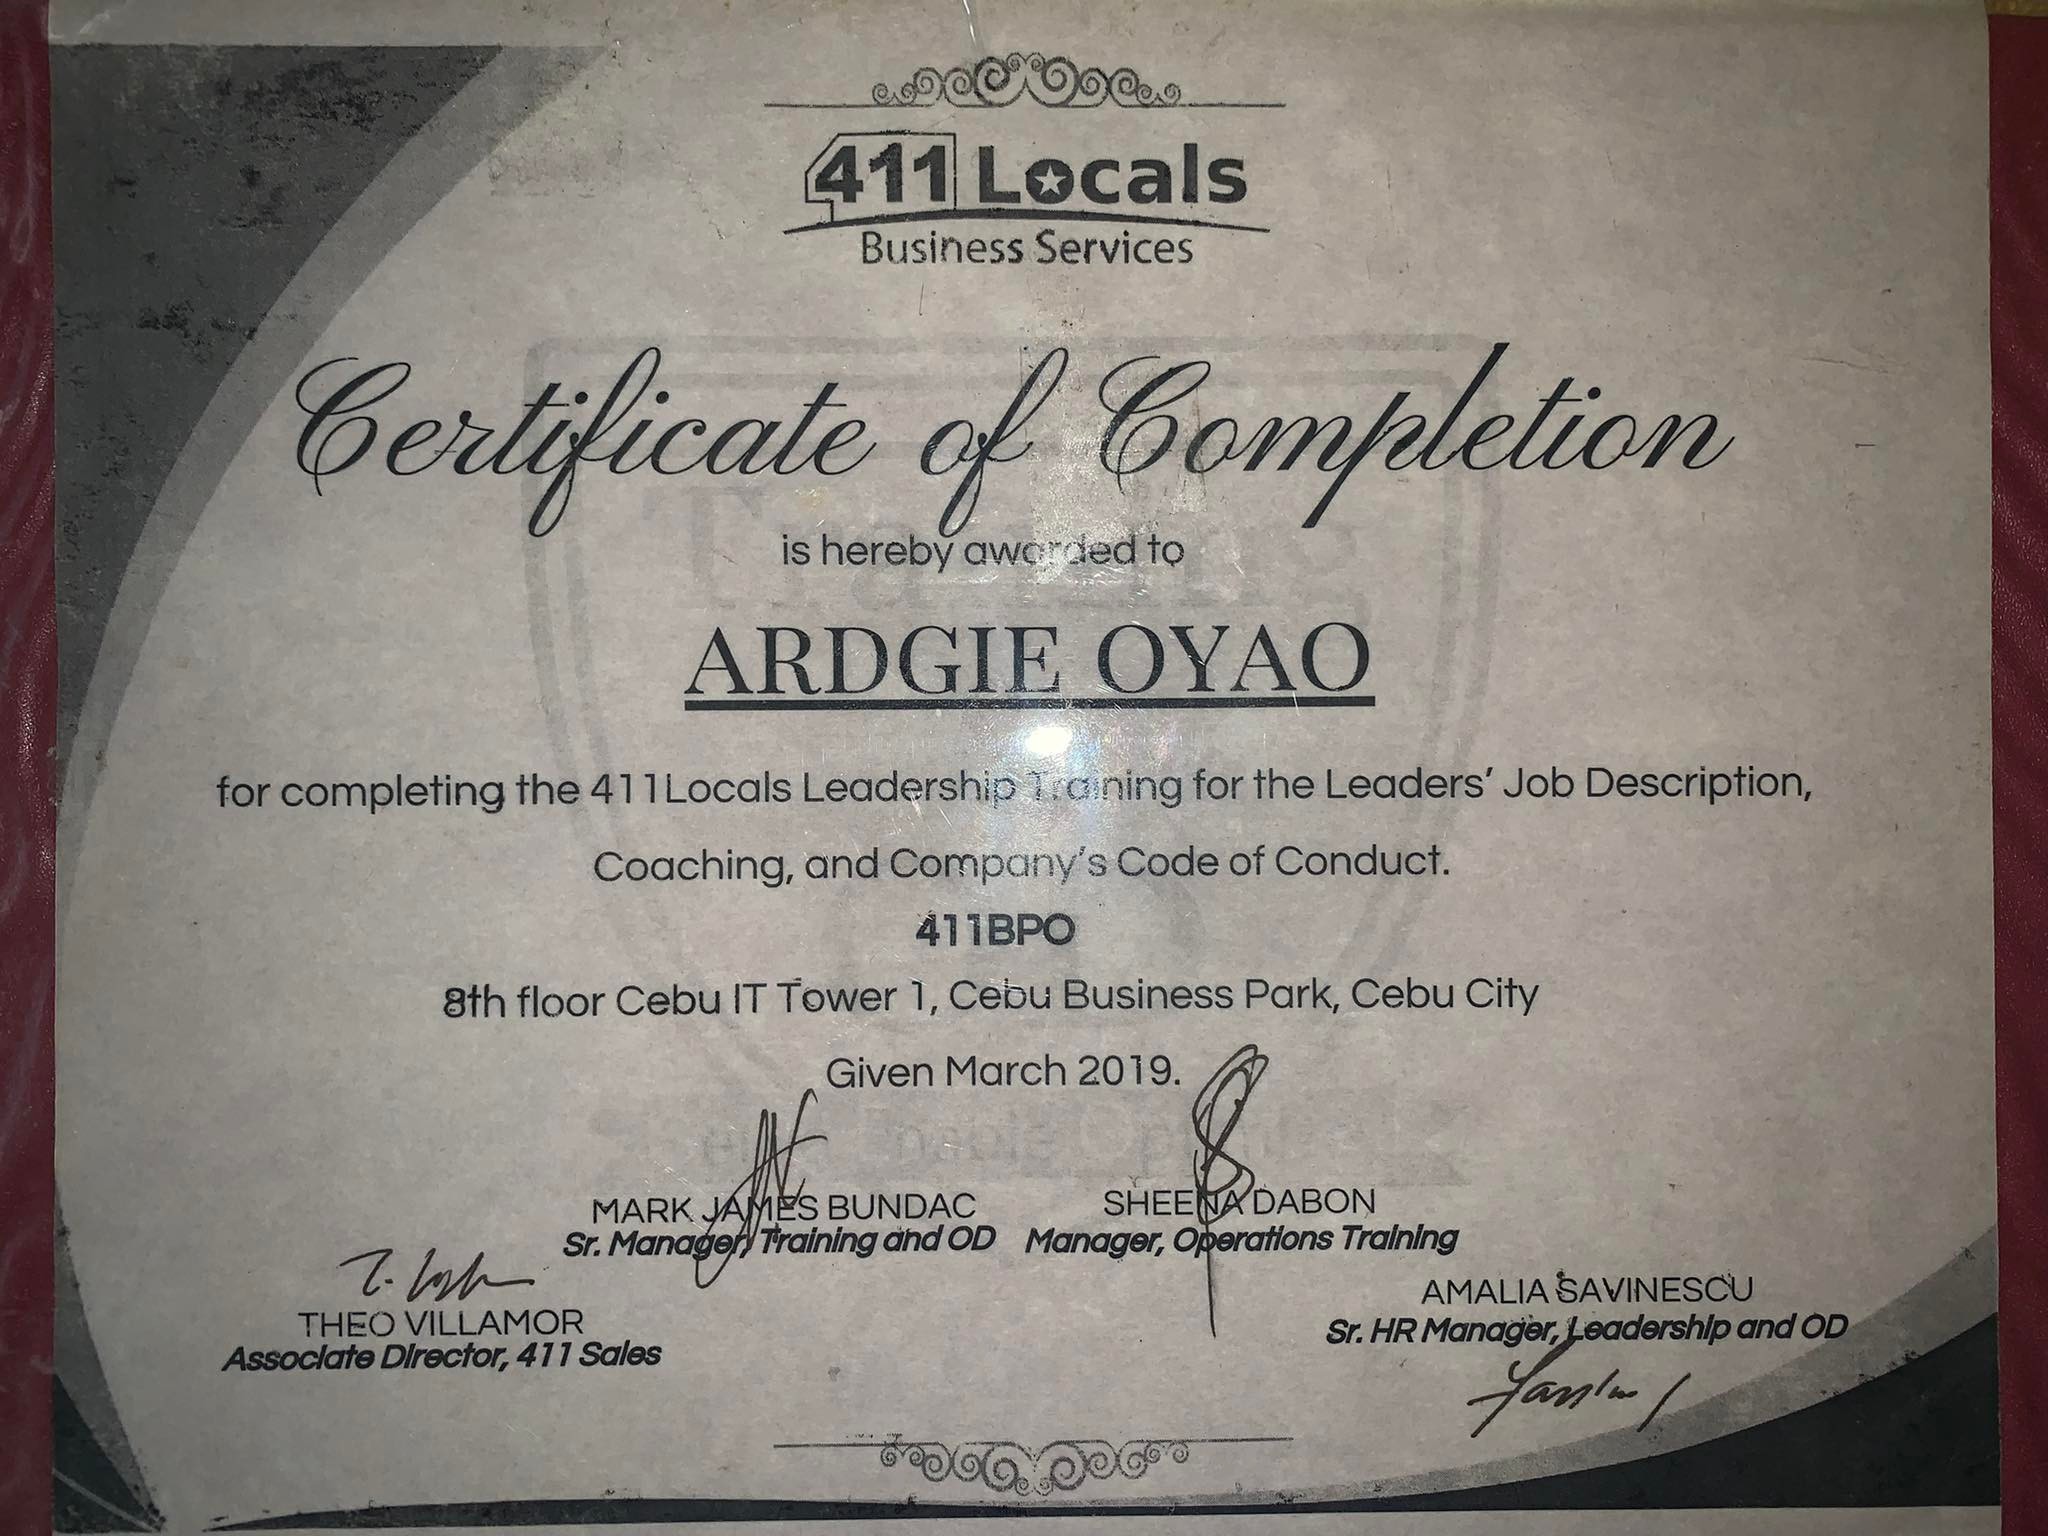 411 Locals
Business Services
Certificate of Completion
is hereby awarded to
ARDGIE OYAO
for completing the 411Locals Leadership Training for the Leaders' Job Description,
Coaching, and Company's Code of Conduct.
411BPO
8th floor Cebu IT Tower 1, Cebu Business Park, Cebu City
Given March 2019.
MARK JAMES BUNDAC
Sr. Manager, Training and OD
SHEENA DABON
Manager, Operations Training
THEO VILLAMOR
Associate Director, 411 Sales
AMALIA SAVINESCU
Sr. HR Manager, Leadership and OD